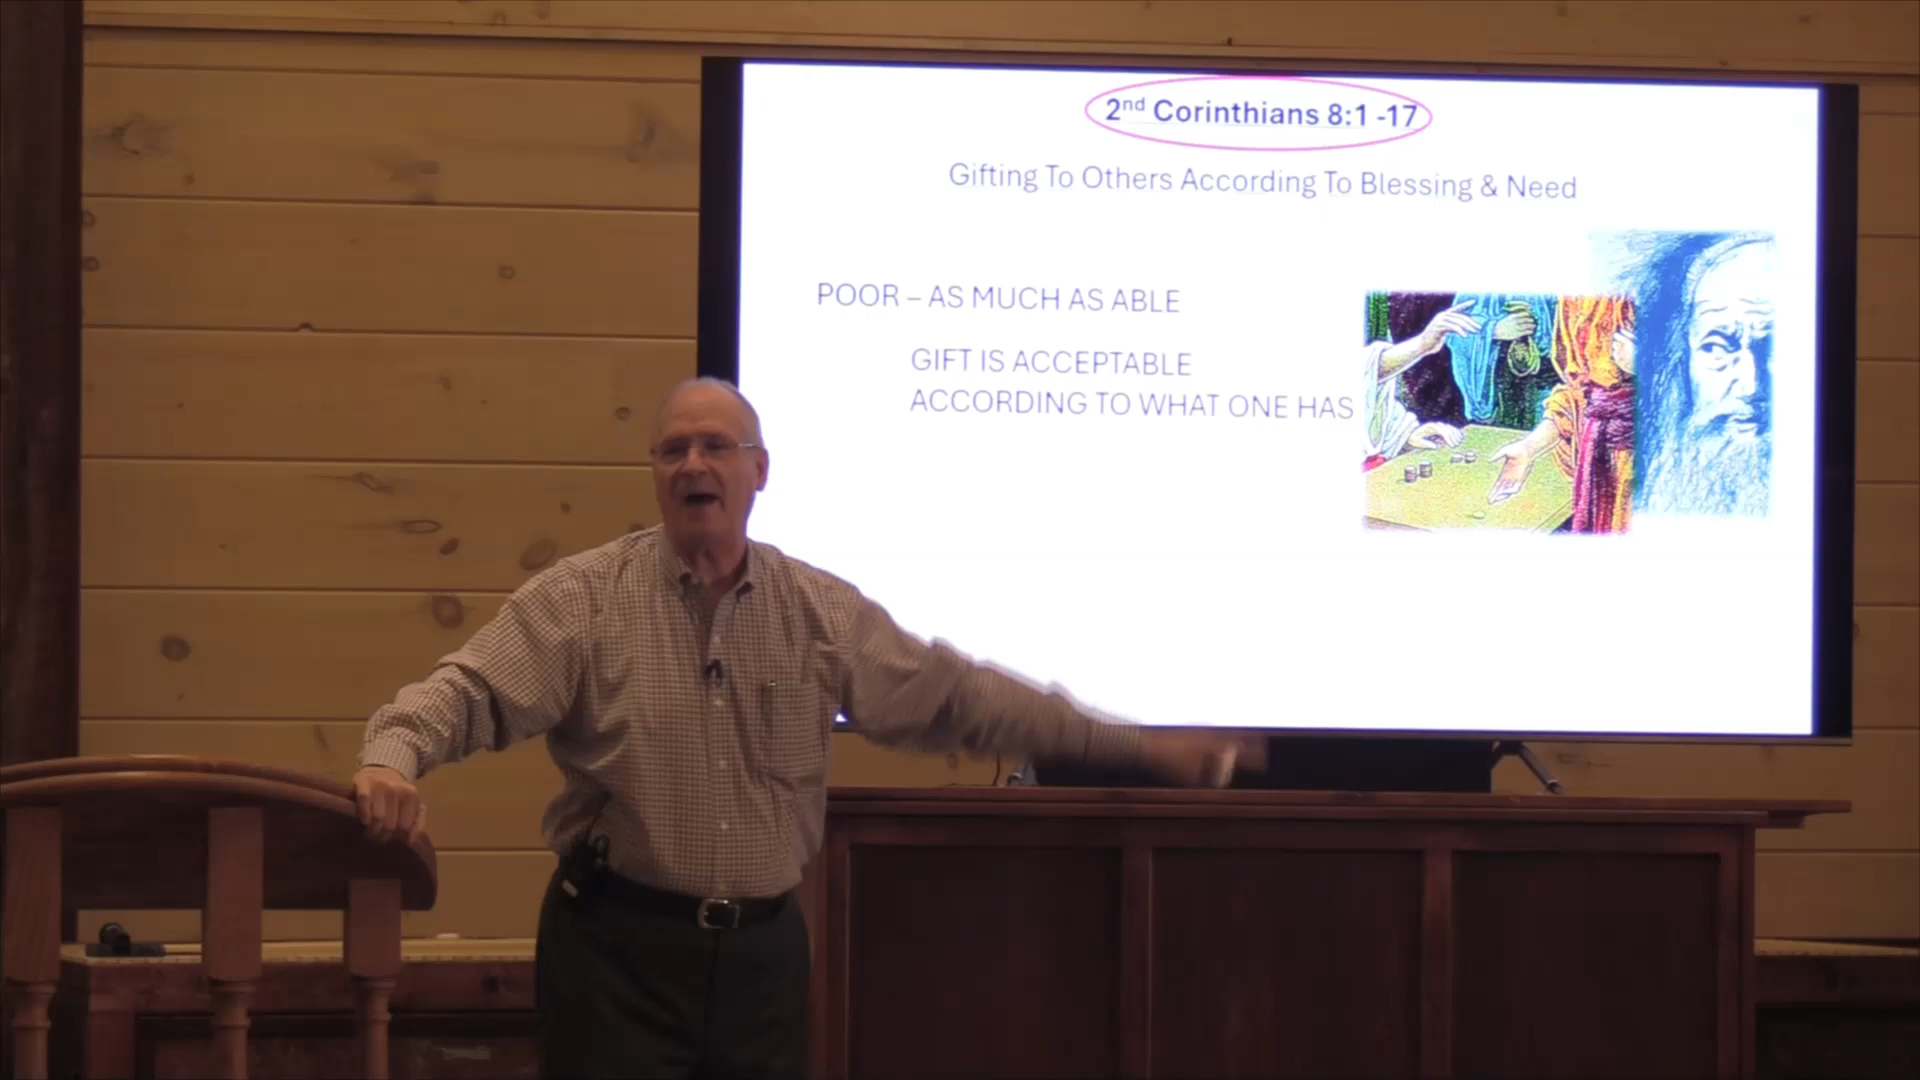 2nd Corinthians 8:1 -17
Gifting To Others According To Blessing & Need
POOR – AS MUCH AS ABLE
GIFT IS ACCEPTABLE
ACCORDING TO WHAT ONE HAS